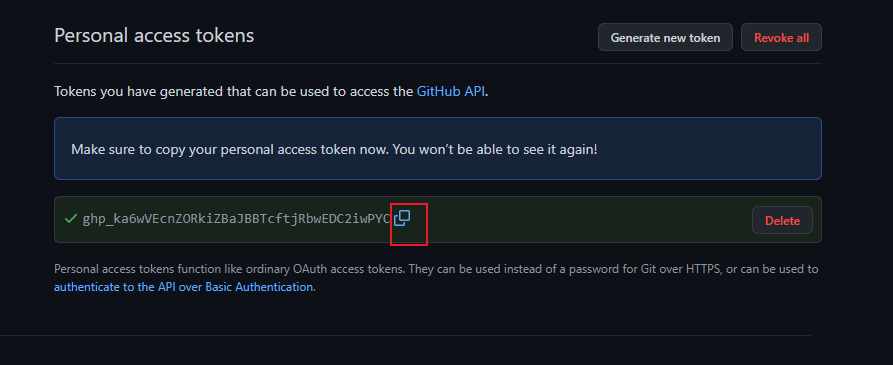 Personal access tokens
Generate new token
Revoke all
Tokens you have generated that can be used to access the GitHub API.
Make sure to copy your personal access token now. You won’t be able to see it again!
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
Delete
Personal access tokens function like ordinary OAuth access tokens. They can be used instead of a password for Git over HTTPS, or can be used to
authenticate to the API over Basic Authentication.